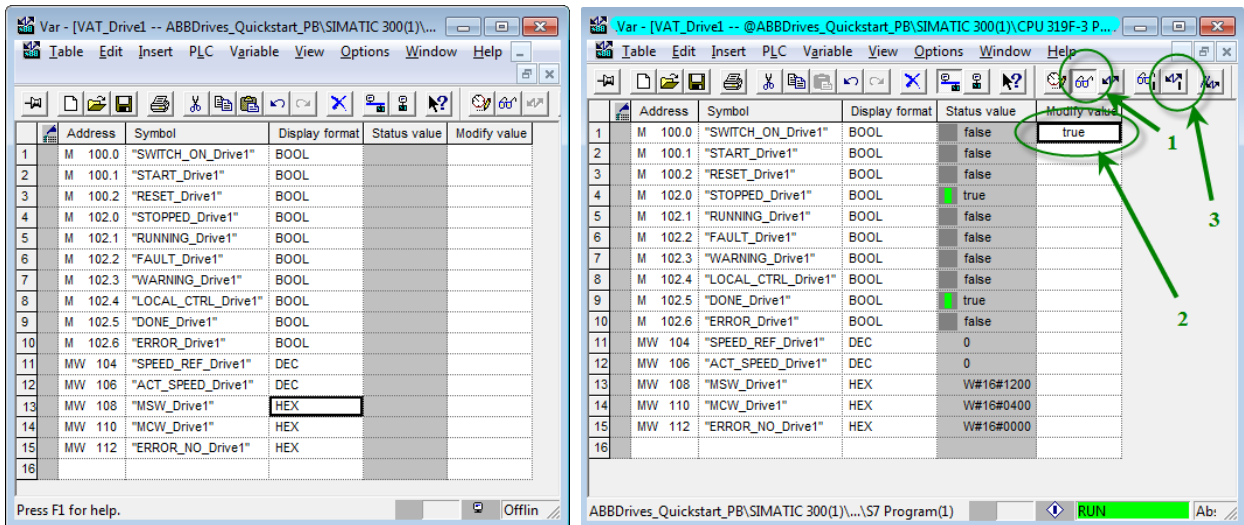 Var - [VAT_Drive1 -- ABBDrives_Quickstart_PB\SIMATIC 300(1)\...
Table Edit Insert PLC Variable View Options Window Help
Address Symbol Display format Status value Modify value
1 M 100.0 "SWITCH_ON_Drive1" BOOL
2 M 100.1 "START_Drive1" BOOL
3 M 100.2 "RESET_Drive1" BOOL
4 M 102.0 "STOPPED_Drive1" BOOL
5 M 102.1 "RUNNING_Drive1" BOOL
6 M 102.2 "FAULT_Drive1" BOOL
7 M 102.3 "WARNING_Drive1" BOOL
8 M 102.4 "LOCAL_CTRL_Drive1" BOOL
9 M 102.5 "DONE_Drive1" BOOL
10 M 102.6 "ERROR_Drive1" BOOL
11 MW 104 "SPEED_REF_Drive1" DEC
12 MW 106 "ACT_SPEED_Drive1" DEC
13 MW 108 "MSW_Drive1" HEX
14 MW 110 "MCW_Drive1" HEX
15 MW 112 "ERROR_NO_Drive1" HEX
16
Press F1 for help. Offlin
Var - [VAT_Drive1 -- @ABBDrives_Quickstart_PB\SIMATIC 300(1)\CPU 319F-3 P...
Table Edit Insert PLC Variable View Options Window Help
Address Symbol Display format Status value Modify value
1 M 100.0 "SWITCH_ON_Drive1" BOOL false true
2 M 100.1 "START_Drive1" BOOL false
3 M 100.2 "RESET_Drive1" BOOL false
4 M 102.0 "STOPPED_Drive1" BOOL true
5 M 102.1 "RUNNING_Drive1" BOOL false
6 M 102.2 "FAULT_Drive1" BOOL false
7 M 102.3 "WARNING_Drive1" BOOL false
8 M 102.4 "LOCAL_CTRL_Drive1" BOOL false
9 M 102.5 "DONE_Drive1" BOOL true
10 M 102.6 "ERROR_Drive1" BOOL false
11 MW 104 "SPEED_REF_Drive1" DEC 0
12 MW 106 "ACT_SPEED_Drive1" DEC 0
13 MW 108 "MSW_Drive1" HEX W#16#1200
14 MW 110 "MCW_Drive1" HEX W#16#0400
15 MW 112 "ERROR_NO_Drive1" HEX W#16#0000
16
1
3
2
ABBDrives_Quickstart_PB\SIMATIC 300(1)\...\S7 Program(1) RUN Ab: